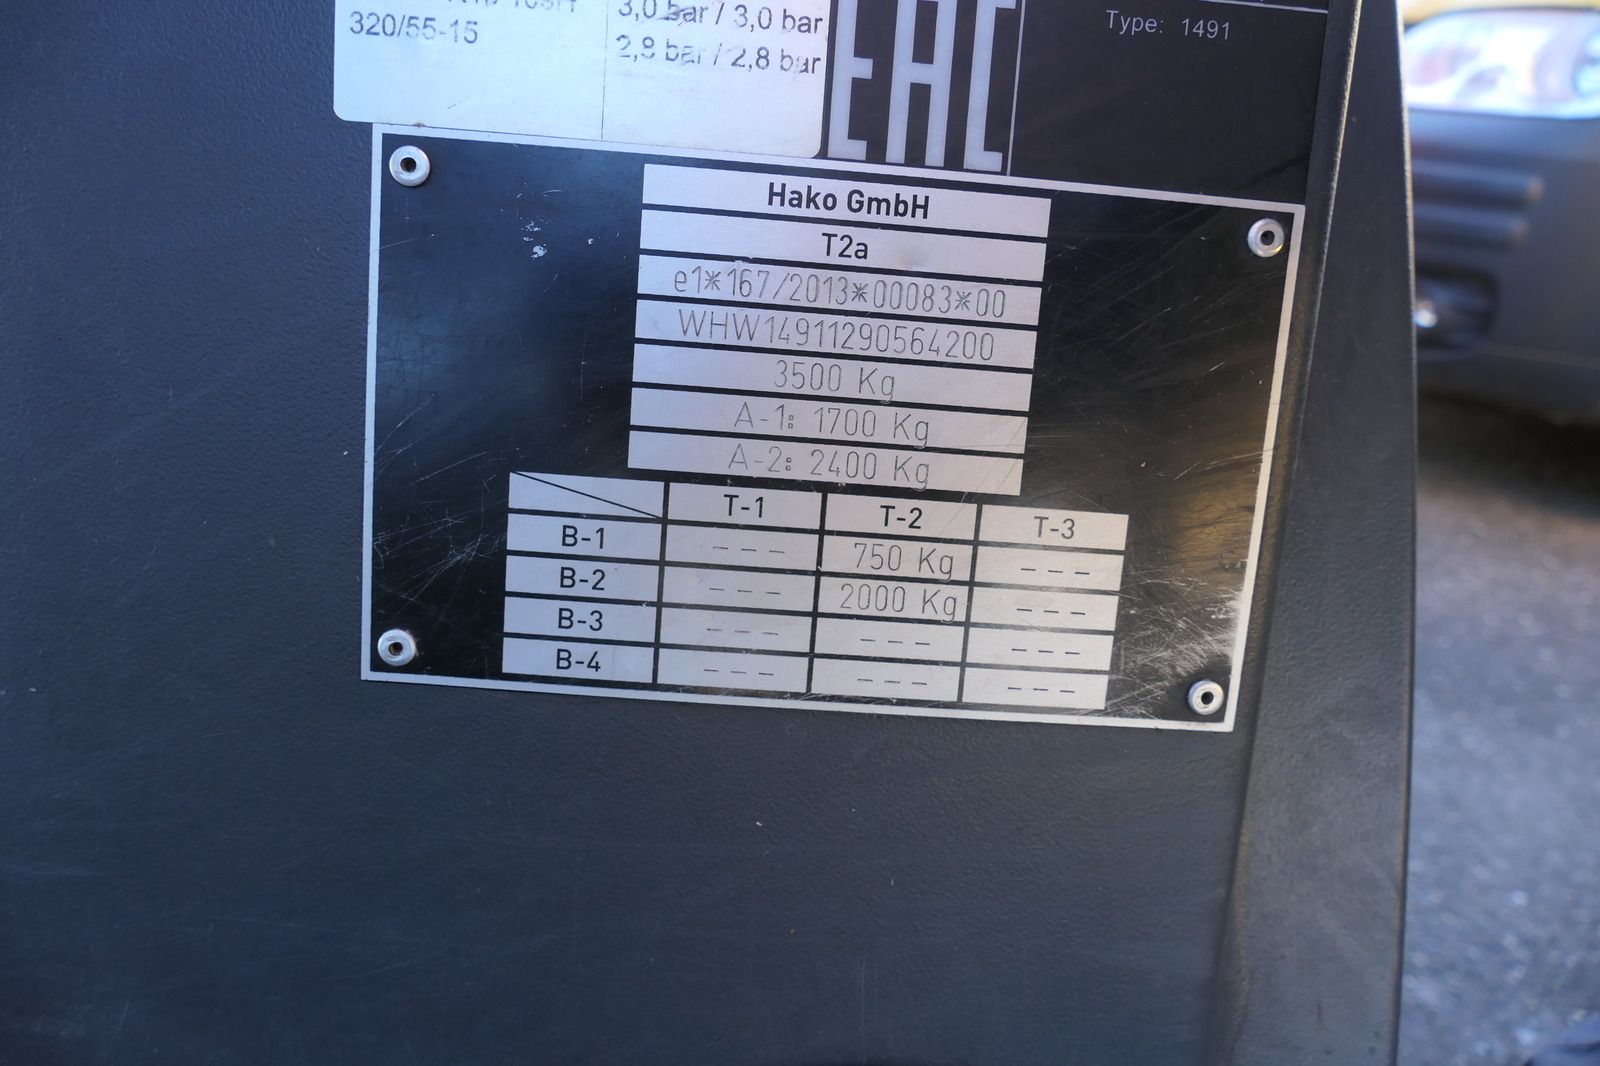 320/55-15
3,0 bar / 3,0 bar
2,8 bar / 2,8 bar
EAC
Type: 1491
Hako GmbH
T2a
e1*167/2013*00083*00
WHW14911290564200
3500 Kg
A-1: 1700 Kg
A-2: 2400 Kg
T-1 T-2 T-3
B-1 --- 750 Kg ---
B-2 --- 2000 Kg ---
B-3 --- --- ---
B-4 --- --- ---